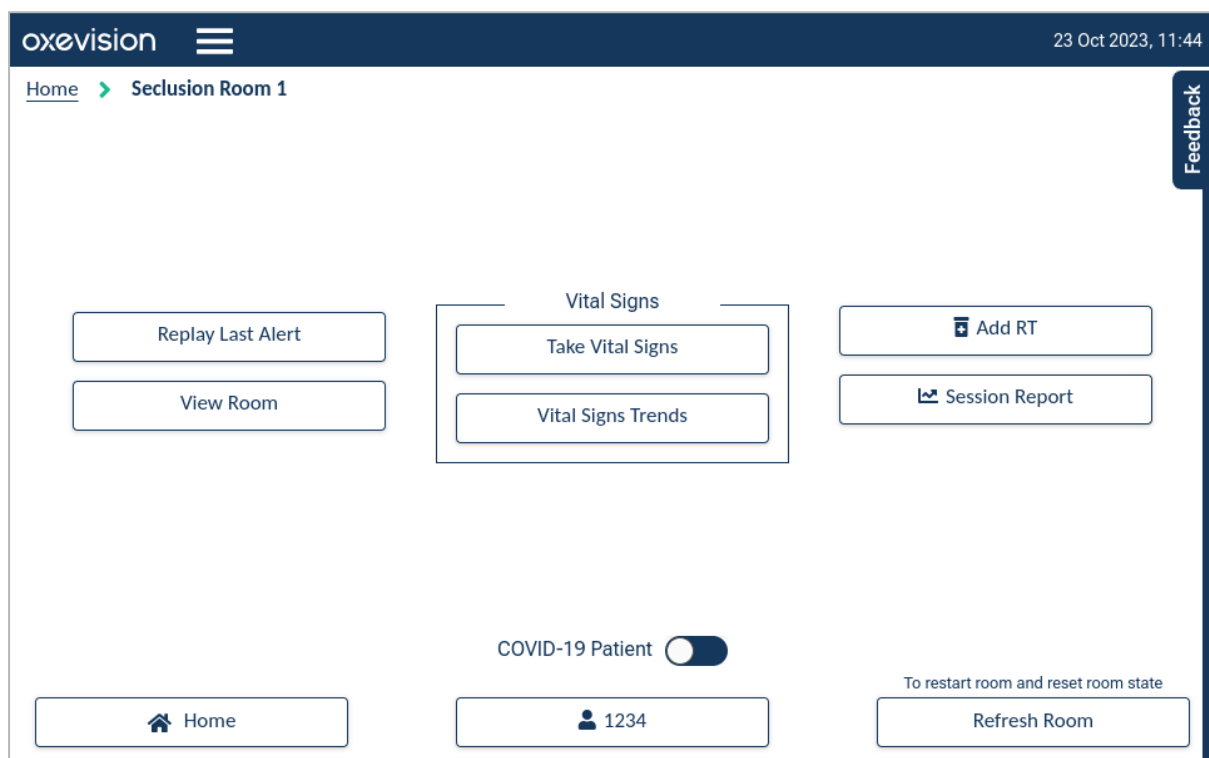 oxevision
23 Oct 2023, 11:44
Home
Seclusion Room 1
Feedback
Replay Last Alert
View Room
Vital Signs
Take Vital Signs
Vital Signs Trends
Add RT
Session Report
COVID-19 Patient
To restart room and reset room state
Home
1234
Refresh Room